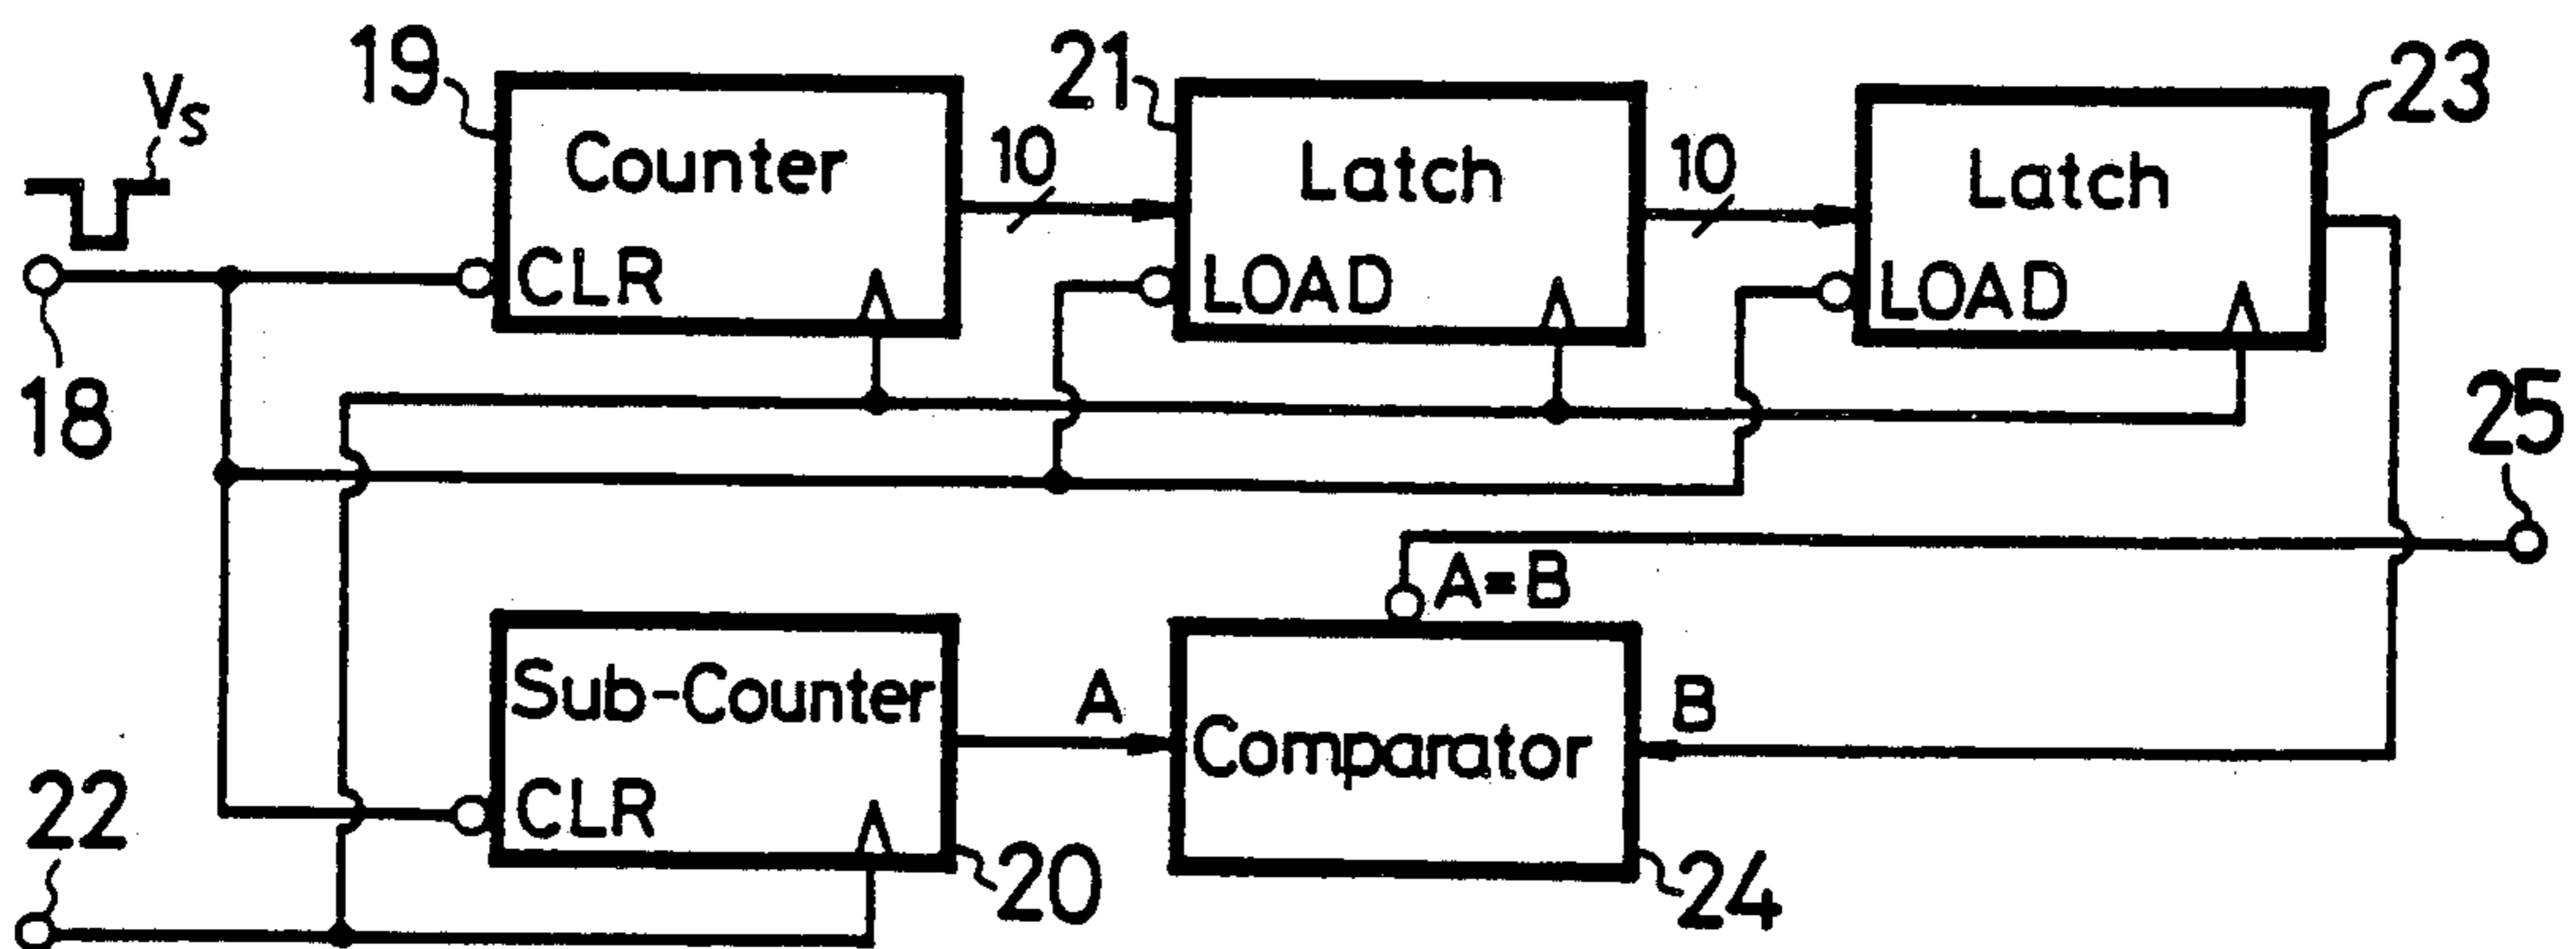 19
21
23
Vs
Counter
10
Latch
10
Latch
CLR
LOAD
LOAD
18
25
A=B
Sub-Counter
A
Comparator
B
CLR
22
20
24